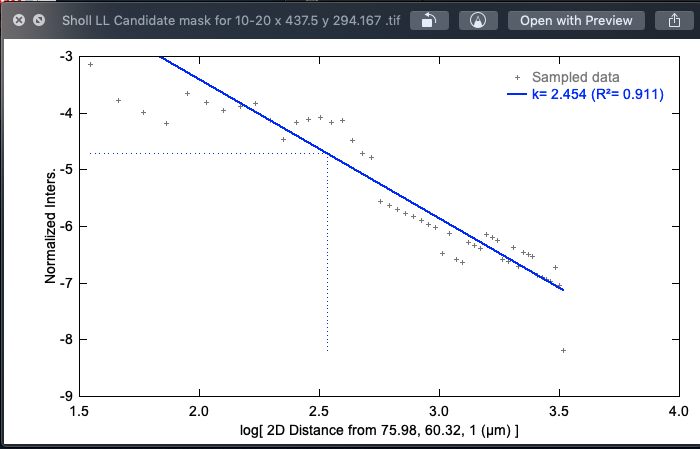 Sholl LL Candidate mask for 10-20 x 437.5 y 294.167 .tif
Open with Preview
-3
-4
-5
-6
-7
-8
-9
Normalized Inters.
Sampled data
k= 2.454 (R²= 0.911)
1.5 2.0 2.5 3.0 3.5 4.0
log[ 2D Distance from 75.98, 60.32, 1 (µm) ]